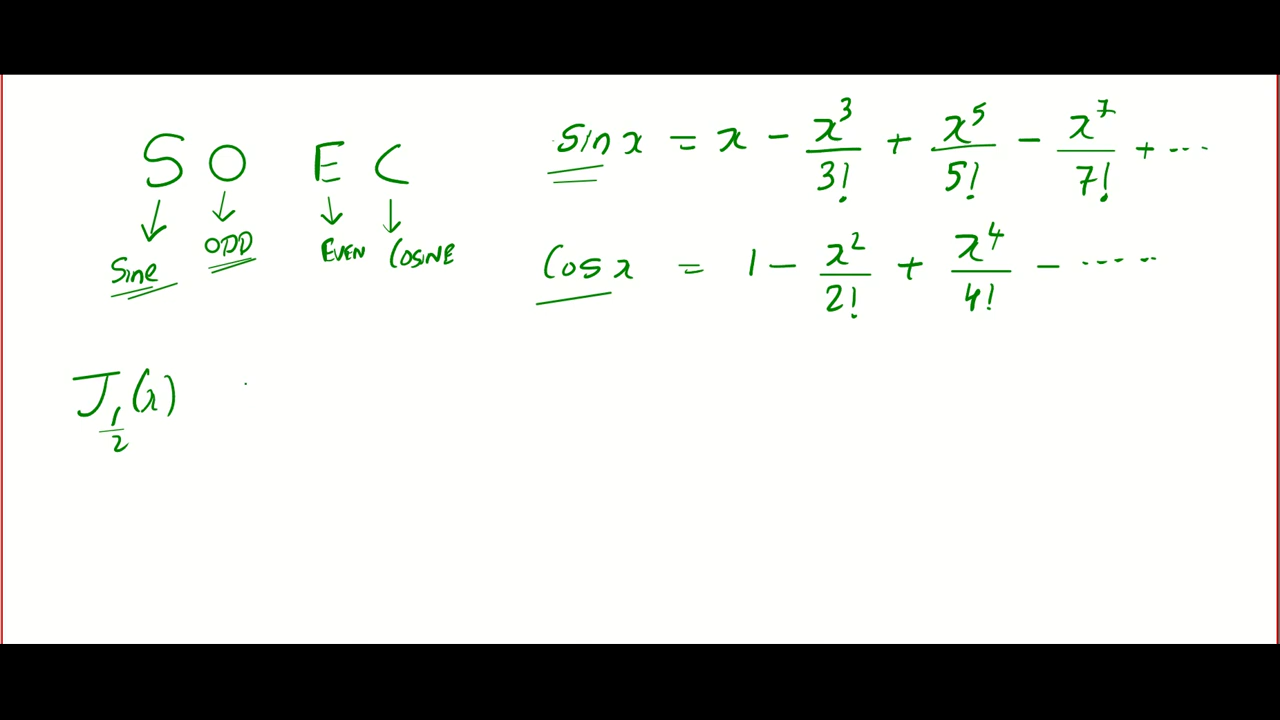 S O E C
Sine ODD EVEN COSINE
sin x = x - x³/3! + x⁵/5! - x⁷/7! + ...
Cos x = 1 - x²/2! + x⁴/4! - .....
J_{1/2}(x)